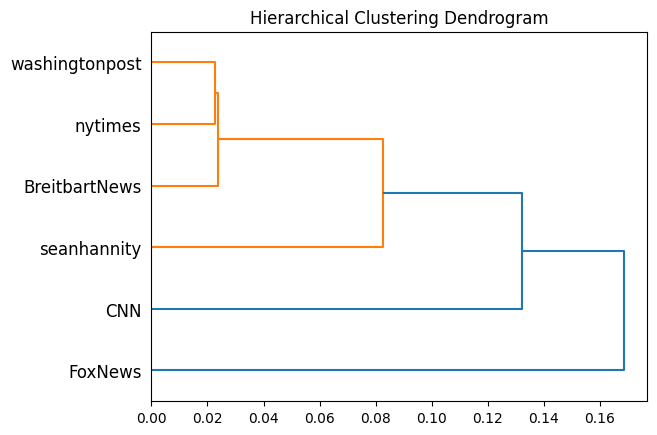 Hierarchical Clustering Dendrogram
washingtonpost
nytimes
BreitbartNews
seanhannity
CNN
FoxNews
0.00 0.02 0.04 0.06 0.08 0.10 0.12 0.14 0.16